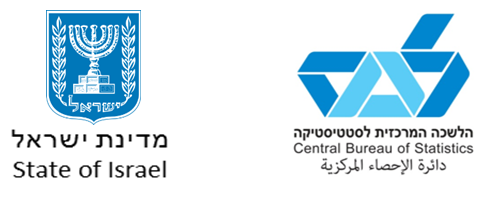 ישראל
מדינת ישראל
State of Israel
הלשכה המרכזית לסטטיסטיקה
Central Bureau of Statistics
دائرة الإحصاء المركزية